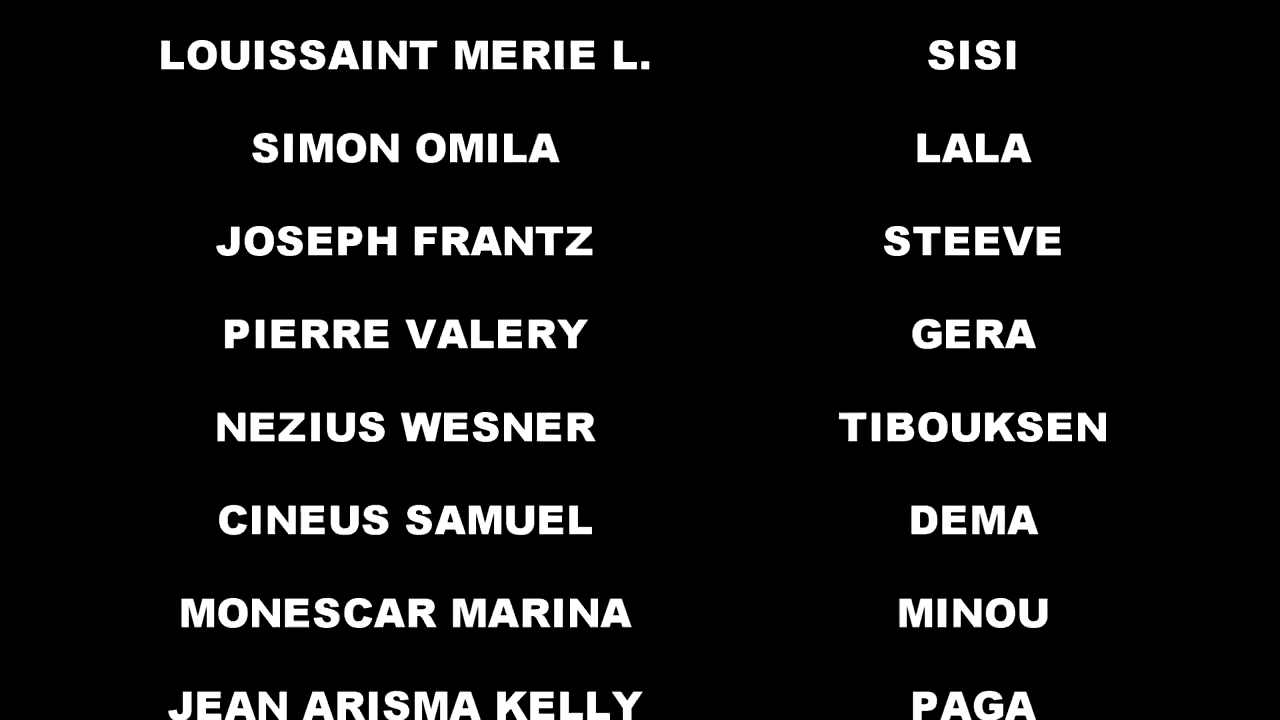 LOUISSAINT MERIE L. SISI
SIMON OMILA LALA
JOSEPH FRANTZ STEEVE
PIERRE VALERY GERA
NEZIUS WESNER TIBOUKSEN
CINEUS SAMUEL DEMA
MONESCAR MARINA MINOU
JEAN ARISMA KELLY PAGA